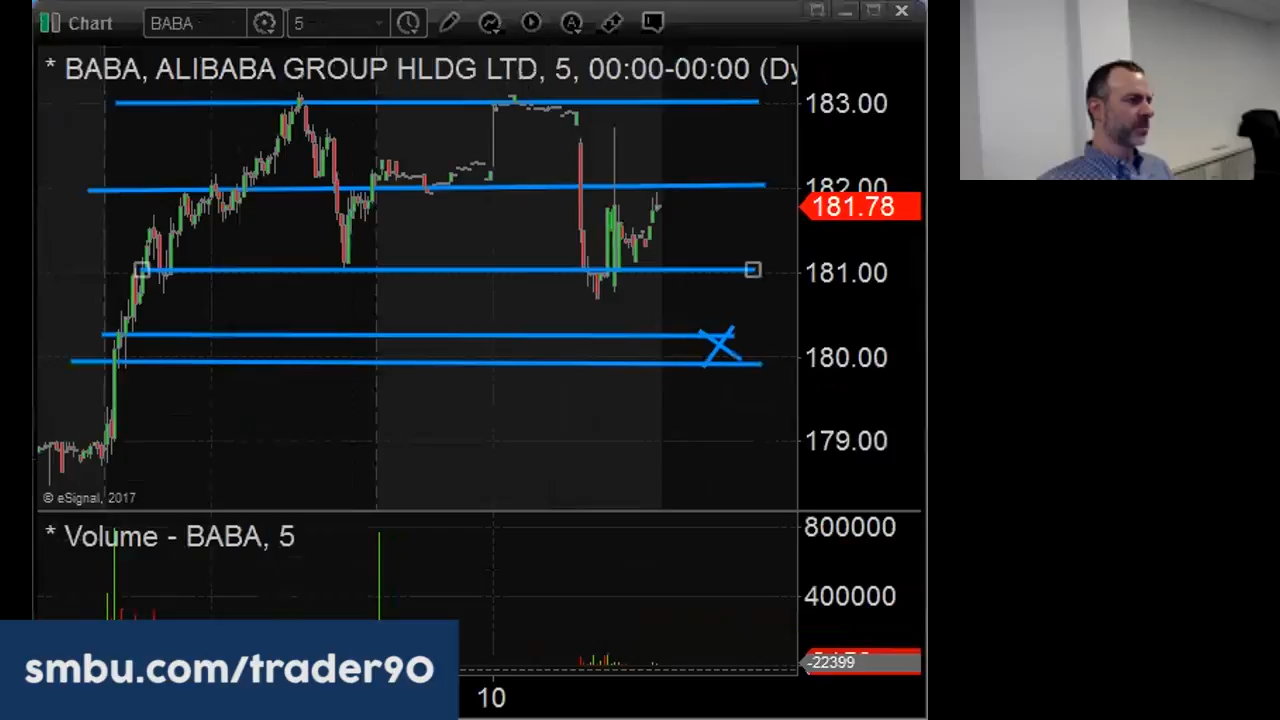 Chart BABA 5
* BABA, ALIBABA GROUP HLDG LTD, 5, 00:00-00:00 (Dy
183.00
182.00
181.78
181.00
180.00
179.00
© eSignal, 2017
* Volume - BABA, 5
800000
400000
-22399
smbu.com/trader90
10